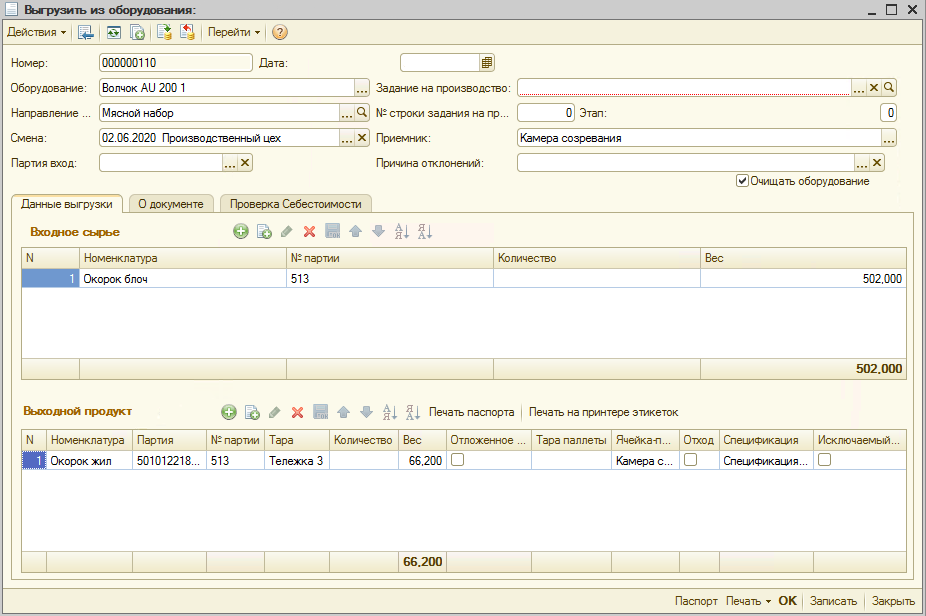 Выгрузить из оборудования:
Действия Перейти
Номер: 000000110 Дата:
Оборудование: Волчок AU 200 1 ... Задание на производство: ...
Направление ... Мясной набор ... № строки задания на пр... 0 Этап: 0
Смена: 02.06.2020 Производственный цех ... Приемник: Камера созревания ...
Партия вход: ... Причина отклонений: ...
Очищать оборудование
Данные выгрузки О документе Проверка Себестоимости
Входное сырье
N Номенклатура № партии Количество Вес
1 Окорок блоч 513 502,000
502,000
Выходной продукт Печать паспорта Печать на принтере этикеток
N Номенклатура Партия № партии Тара Количество Вес Отложенное ... Тара паллеты Ячейка-п... Отход Спецификация Исключаемый...
1 Окорок жил 501012218... 513 Тележка 3 66,200 Камера с... Спецификация...
66,200
Паспорт Печать OK Записать Закрыть